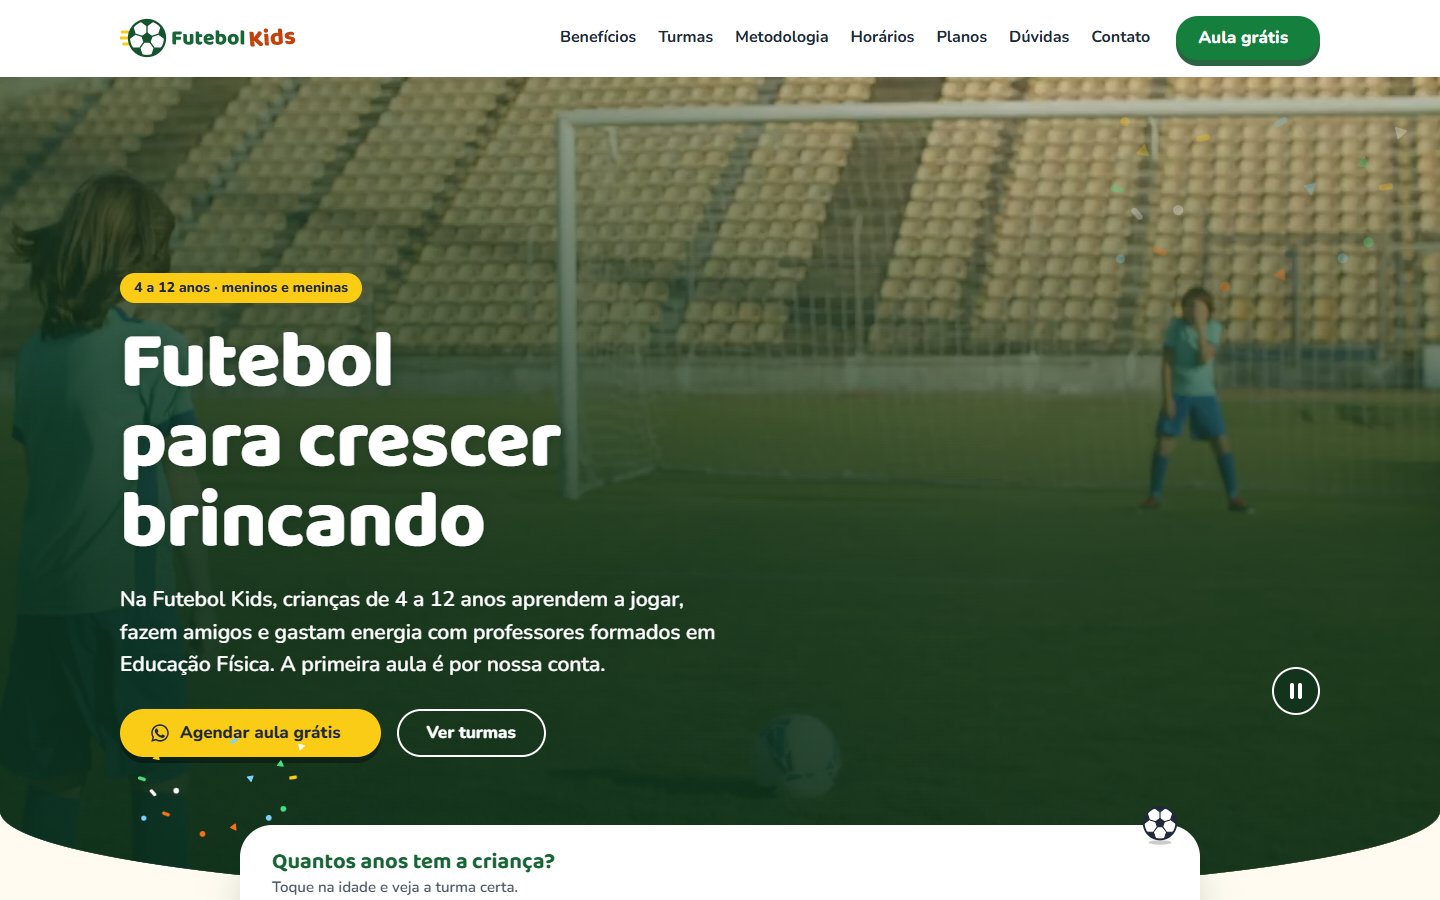 Futebol Kids
Benefícios
Turmas
Metodologia
Horários
Planos
Dúvidas
Contato
Aula grátis
4 a 12 anos · meninos e meninas
Futebol
para crescer
brincando
Na Futebol Kids, crianças de 4 a 12 anos aprendem a jogar,
fazem amigos e gastam energia com professores formados em
Educação Física. A primeira aula é por nossa conta.
Agendar aula grátis
Ver turmas
Quantos anos tem a criança?
Toque na idade e veja a turma certa.